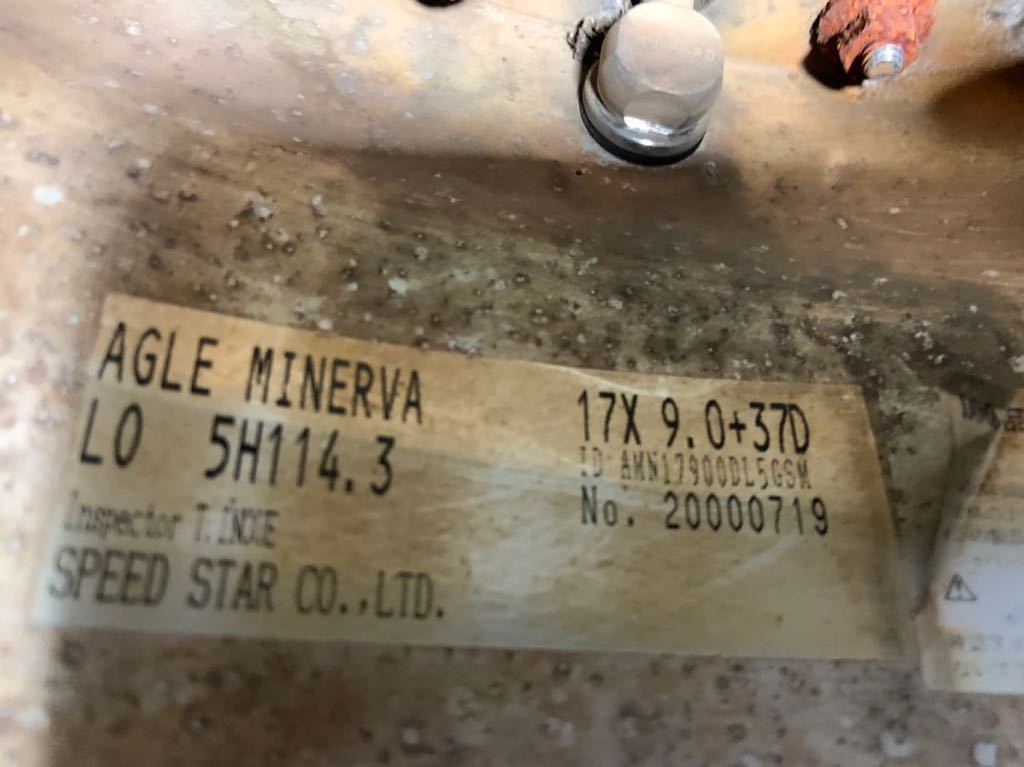 AGLE MINERVA
17X 9.0+37D
LO 5H114.3
ID AMN17900DL5GSM
No. 20000719
Inspector T.INOUE
SPEED STAR CO.,LTD.